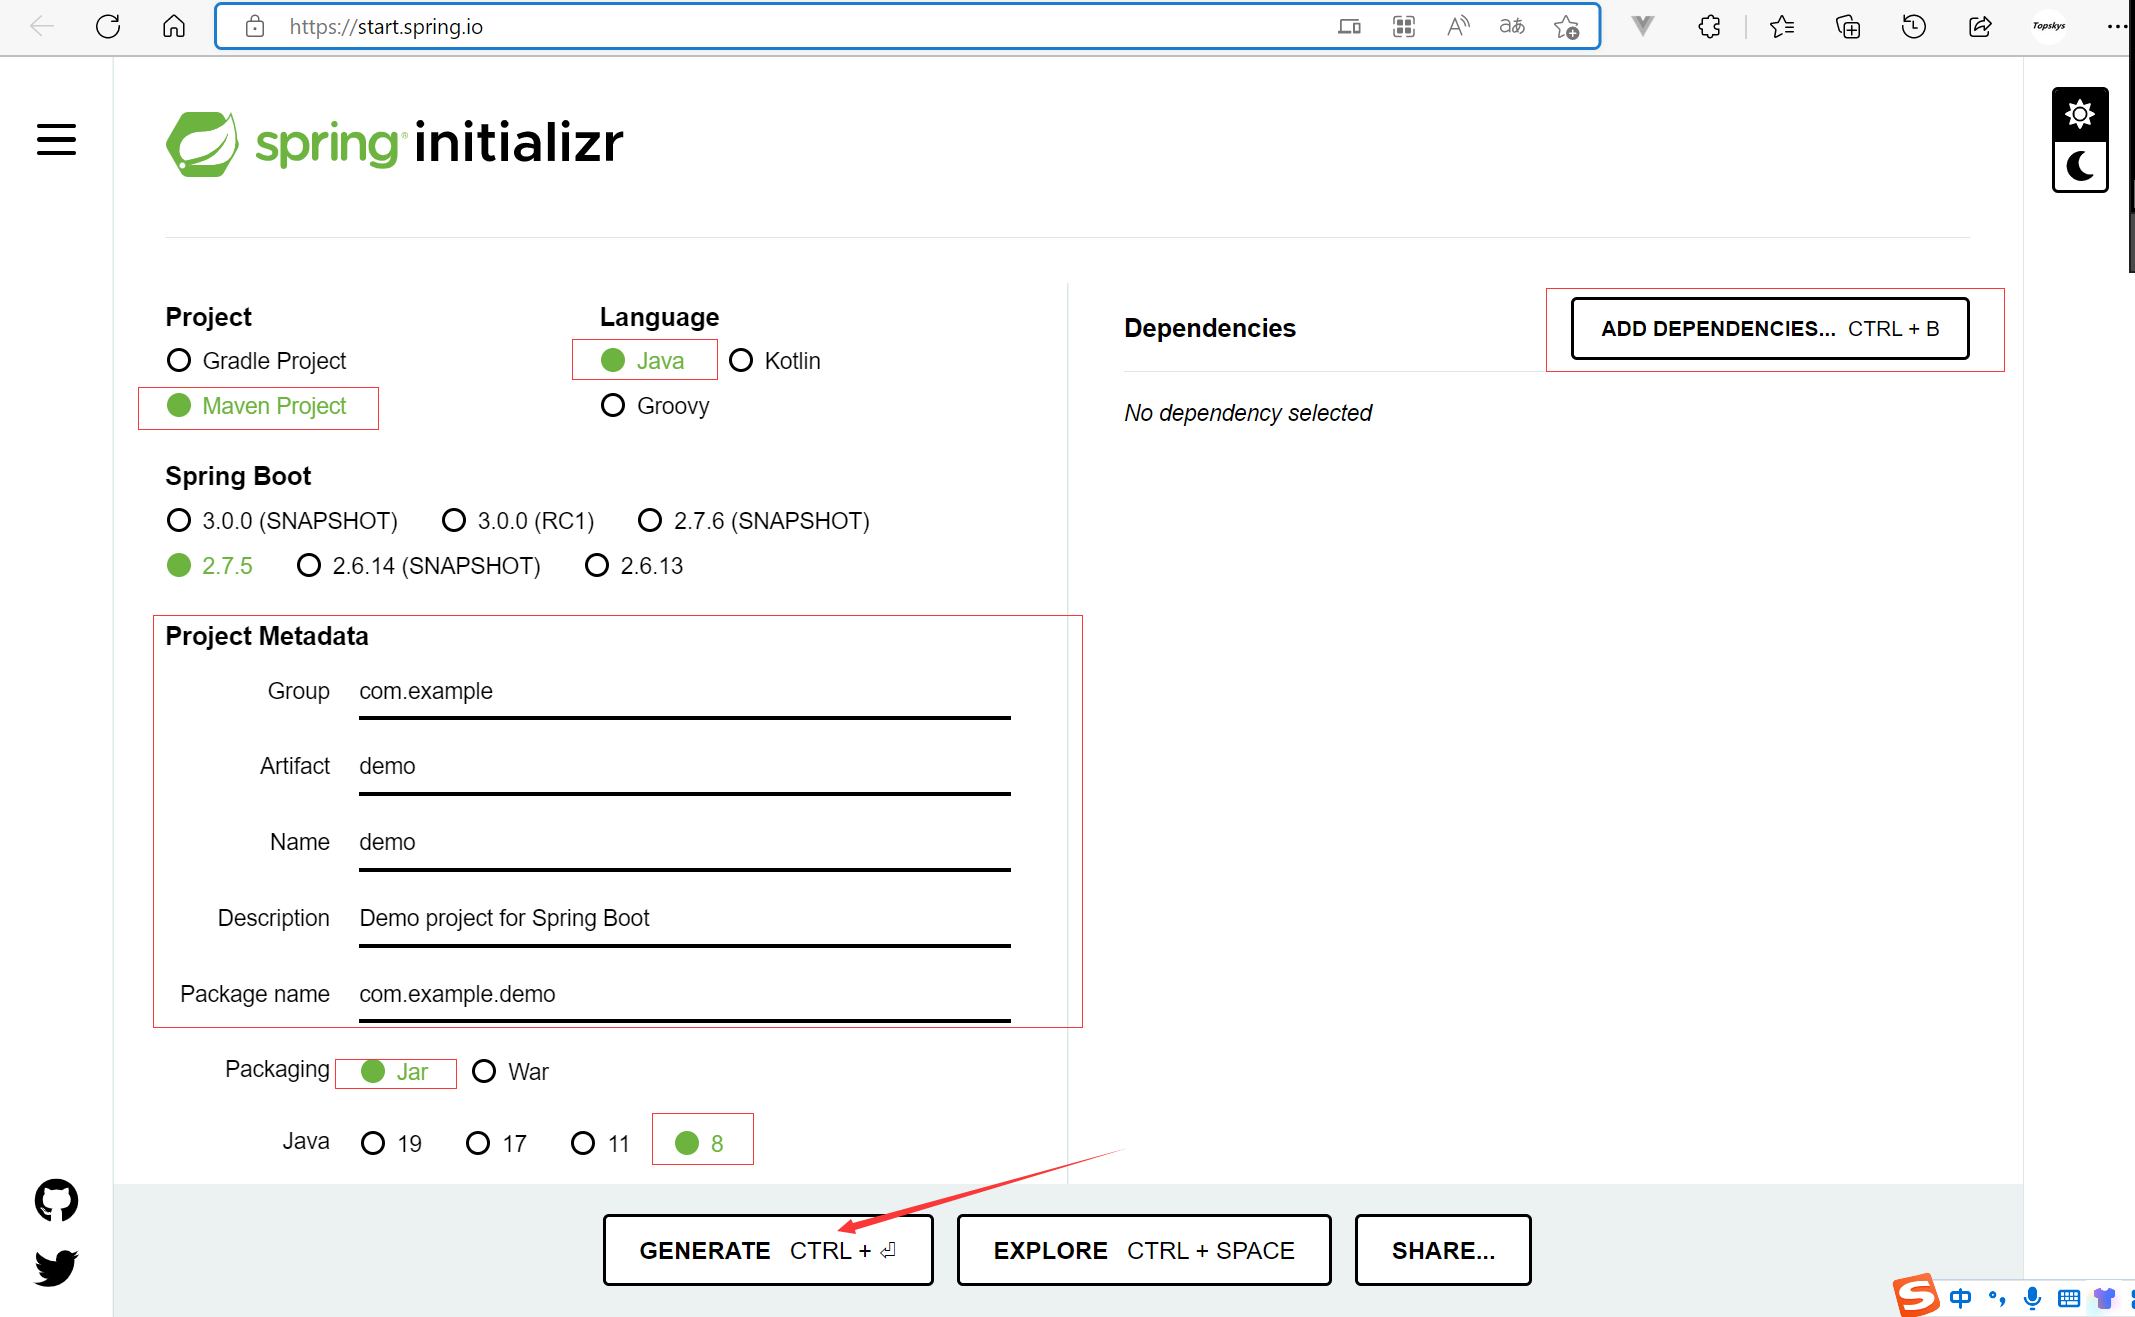 https://start.spring.io
Topskys
spring initializr
Project
Gradle Project
Maven Project
Language
Java
Kotlin
Groovy
Spring Boot
3.0.0 (SNAPSHOT) 3.0.0 (RC1) 2.7.6 (SNAPSHOT)
2.7.5 2.6.14 (SNAPSHOT) 2.6.13
Project Metadata
Group com.example
Artifact demo
Name demo
Description Demo project for Spring Boot
Package name com.example.demo
Packaging Jar War
Java 19 17 11 8
Dependencies
ADD DEPENDENCIES... CTRL + B
No dependency selected
GENERATE CTRL + ⏎
EXPLORE CTRL + SPACE
SHARE...
中